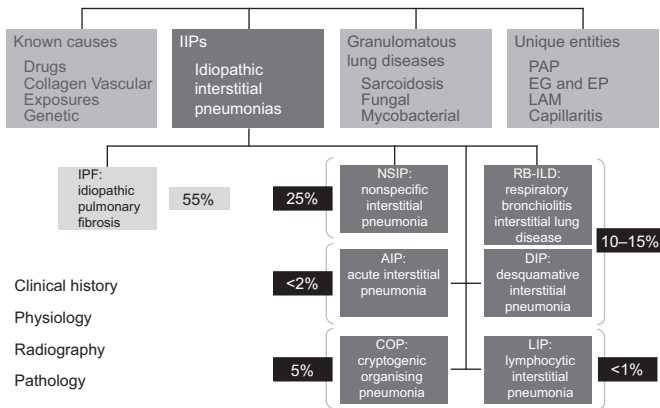 Known causes
Drugs
Collagen Vascular
Exposures
Genetic
IIPs
Idiopathic
interstitial
pneumonias
Granulomatous
lung diseases
Sarcoidosis
Fungal
Mycobacterial
Unique entities
PAP
EG and EP
LAM
Capillaritis
IPF:
idiopathic
pulmonary
fibrosis
55%
25%
NSIP:
nonspecific
interstitial
pneumonia
RB-ILD:
respiratory
bronchiolitis
interstitial lung
disease
10–15%
<2%
AIP:
acute interstitial
pneumonia
DIP:
desquamative
interstitial
pneumonia
5%
COP:
cryptogenic
organising
pneumonia
LIP:
lymphocytic
interstitial
pneumonia
<1%
Clinical history
Physiology
Radiography
Pathology